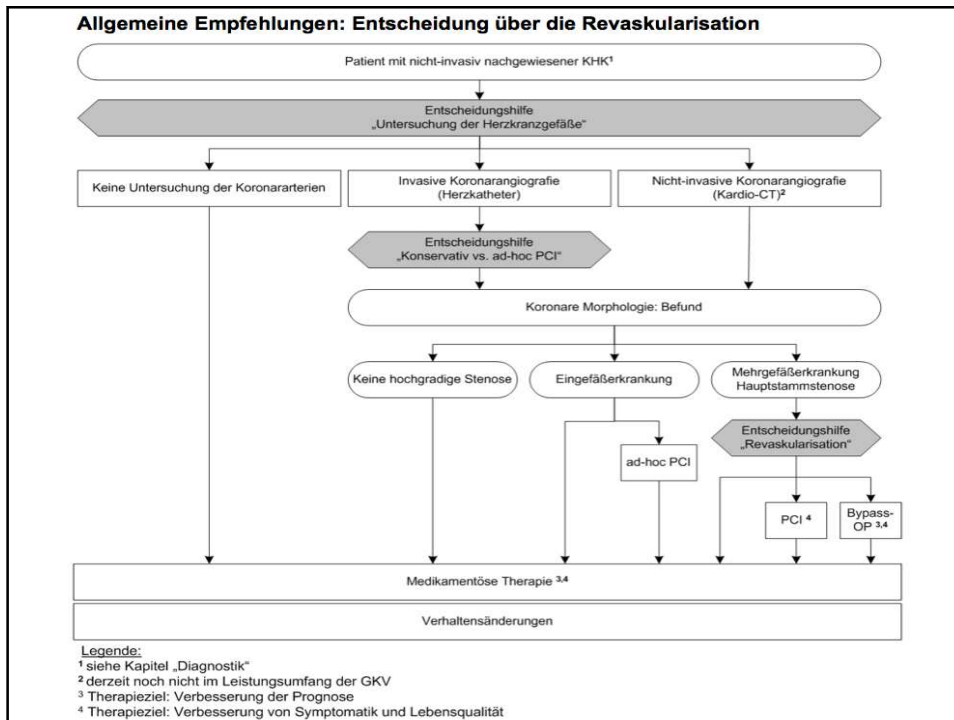 Allgemeine Empfehlungen: Entscheidung über die Revaskularisation
Patient mit nicht-invasiv nachgewiesener KHK¹
Entscheidungshilfe
„Untersuchung der Herzkranzgefäße“
Keine Untersuchung der Koronararterien
Invasive Koronarangiografie
(Herzkatheter)
Nicht-invasive Koronarangiografie
(Kardio-CT)²
Entscheidungshilfe
„Konservativ vs. ad-hoc PCI“
Koronare Morphologie: Befund
Keine hochgradige Stenose
Eingefäßerkrankung
Mehrgefäßerkrankung
Hauptstammstenose
Entscheidungshilfe
„Revaskularisation“
ad-hoc PCI
PCI ⁴
Bypass-
OP ³,⁴
Medikamentöse Therapie ³,⁴
Verhaltensänderungen
Legende:
¹ siehe Kapitel „Diagnostik“
² derzeit noch nicht im Leistungsumfang der GKV
³ Therapieziel: Verbesserung der Prognose
⁴ Therapieziel: Verbesserung von Symptomatik und Lebensqualität